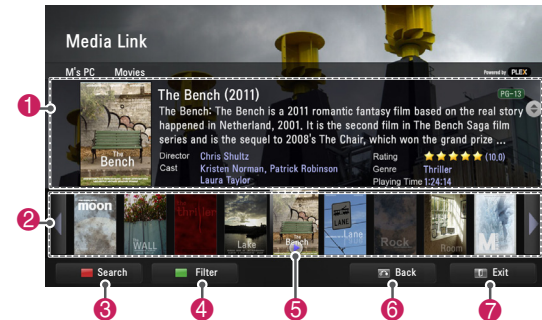 Media Link
M's PC Movies
Powered by PLEX
1
The Bench (2011)
PG-13
The Bench: The Bench is a 2011 romantic fantasy film based on the real story
happened in Netherland, 2001. It is the second film in The Bench Saga film
series and is the sequel to 2008's The Chair, which won the grand prize ...
Director Chris Shultz
Cast Kristen Norman, Patrick Robinson
Laura Taylor
Rating (10.0)
Genre Thriller
Playing Time 1:24:14
The
Bench
2
moon
WALL
thriller
Lake
The
Bench
LANE
Lane
Rock
Room
M
Search
Filter
Back
Exit
3
4
5
6
7